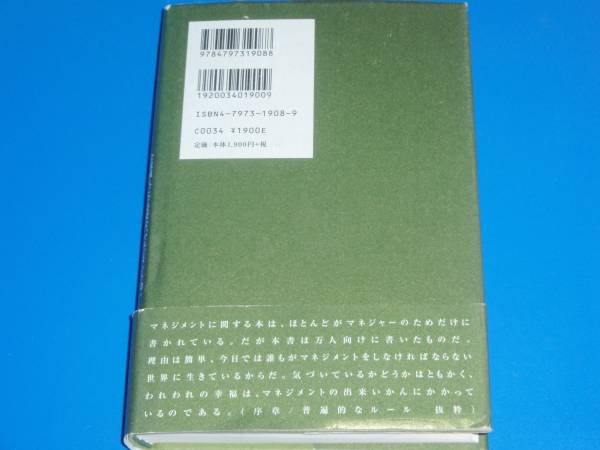 9784797319088
1920034019009
ISBN4-7973-1908-9
C0034 ¥1900E
定価 本体1,900円+税
マネジメントに関する本は、ほとんどがマネジャーのためだけに
書かれている。だが本書は万人向けに書いたものだ。
理由は簡単、今日では誰もがマネジメントをしなければならない
世界に生きているからだ。気づいているかどうかはともかく、
われわれの幸福は、マネジメントの出来いかんにかかって
いるのである。(序章/普遍的なルール 抜粋)